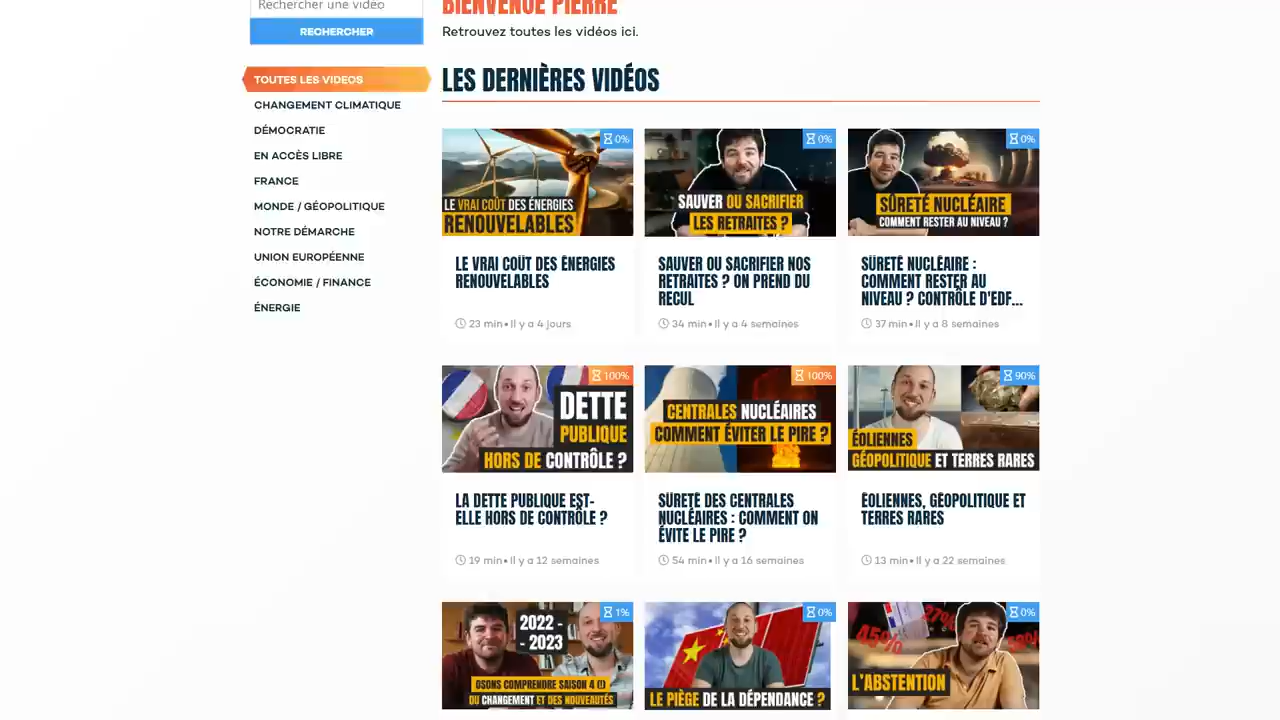 Rechercher une vidéo
RECHERCHER
TOUTES LES VIDEOS
CHANGEMENT CLIMATIQUE
DÉMOCRATIE
EN ACCÈS LIBRE
FRANCE
MONDE / GÉOPOLITIQUE
NOTRE DÉMARCHE
UNION EUROPÉENNE
ÉCONOMIE / FINANCE
ÉNERGIE
BIENVENUE PIERRE
Retrouvez toutes les vidéos ici.
LES DERNIÈRES VIDÉOS
0%
LE VRAI COÛT DES ÉNERGIES
RENOUVELABLES
LE VRAI COÛT DES ÉNERGIES
RENOUVELABLES
23 min • Il y a 4 jours
0%
SAUVER OU SACRIFIER
LES RETRAITES ?
SAUVER OU SACRIFIER NOS
RETRAITES ? ON PREND DU
RECUL
34 min • Il y a 4 semaines
0%
SÛRETÉ NUCLÉAIRE
COMMENT RESTER AU NIVEAU ?
SÛRETÉ NUCLÉAIRE :
COMMENT RESTER AU
NIVEAU ? CONTRÔLE D'EDF...
37 min • Il y a 8 semaines
100%
DETTE
PUBLIQUE
HORS DE CONTRÔLE ?
LA DETTE PUBLIQUE EST-
ELLE HORS DE CONTRÔLE ?
19 min • Il y a 12 semaines
100%
CENTRALES NUCLÉAIRES
COMMENT ÉVITER LE PIRE ?
SÛRETÉ DES CENTRALES
NUCLÉAIRES : COMMENT ON
ÉVITE LE PIRE ?
54 min • Il y a 16 semaines
90%
ÉOLIENNES
GÉOPOLITIQUE ET TERRES RARES
ÉOLIENNES, GÉOPOLITIQUE ET
TERRES RARES
13 min • Il y a 22 semaines
1%
2022 -
- 2023
OSONS COMPRENDRE SAISON 4 (!)
DU CHANGEMENT ET DES NOUVEAUTÉS
0%
LE PIÈGE DE LA DÉPENDANCE ?
0%
45%
27%
L'ABSTENTION